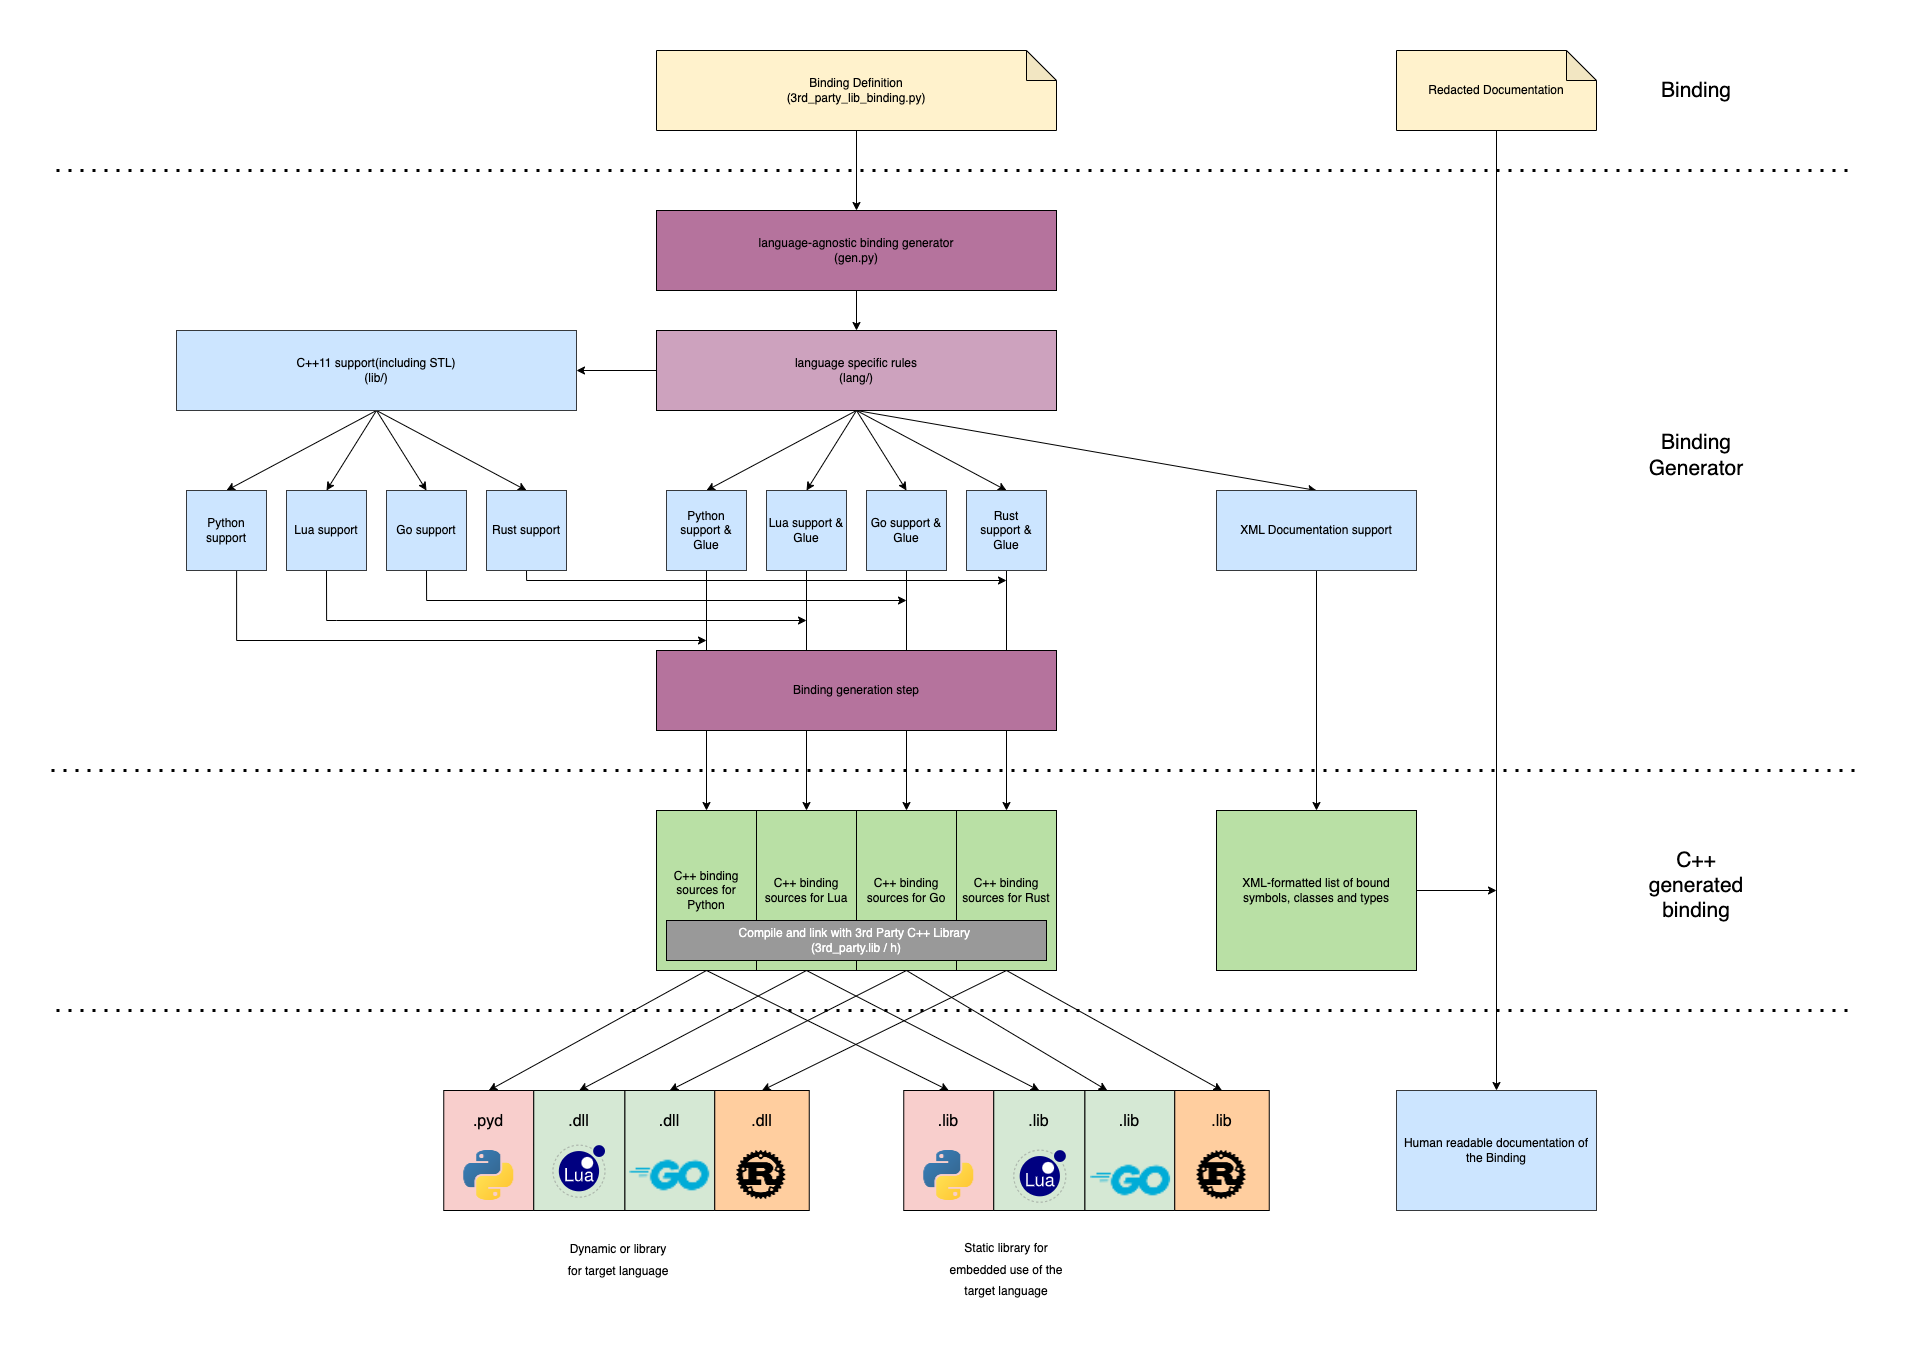 Binding Definition
(3rd_party_lib_binding.py)
Redacted Documentation
Binding
language-agnostic binding generator
(gen.py)
C++11 support(including STL)
(lib/)
language specific rules
(lang/)
Binding
Generator
Python
support
Lua support
Go support
Rust support
Python
support &
Glue
Lua support &
Glue
Go support &
Glue
Rust
support &
Glue
XML Documentation support
Binding generation step
C++ binding
sources for
Python
C++ binding
sources for Lua
C++ binding
sources for Go
C++ binding
sources for Rust
Compile and link with 3rd Party C++ Library
(3rd_party.lib / h)
XML-formatted list of bound
symbols, classes and types
C++
generated
binding
.pyd
.dll
Lua
.dll
GO
.dll
R
.lib
.lib
Lua
.lib
GO
.lib
R
Human readable documentation of
the Binding
Dynamic or library
for target language
Static library for
embedded use of the
target language